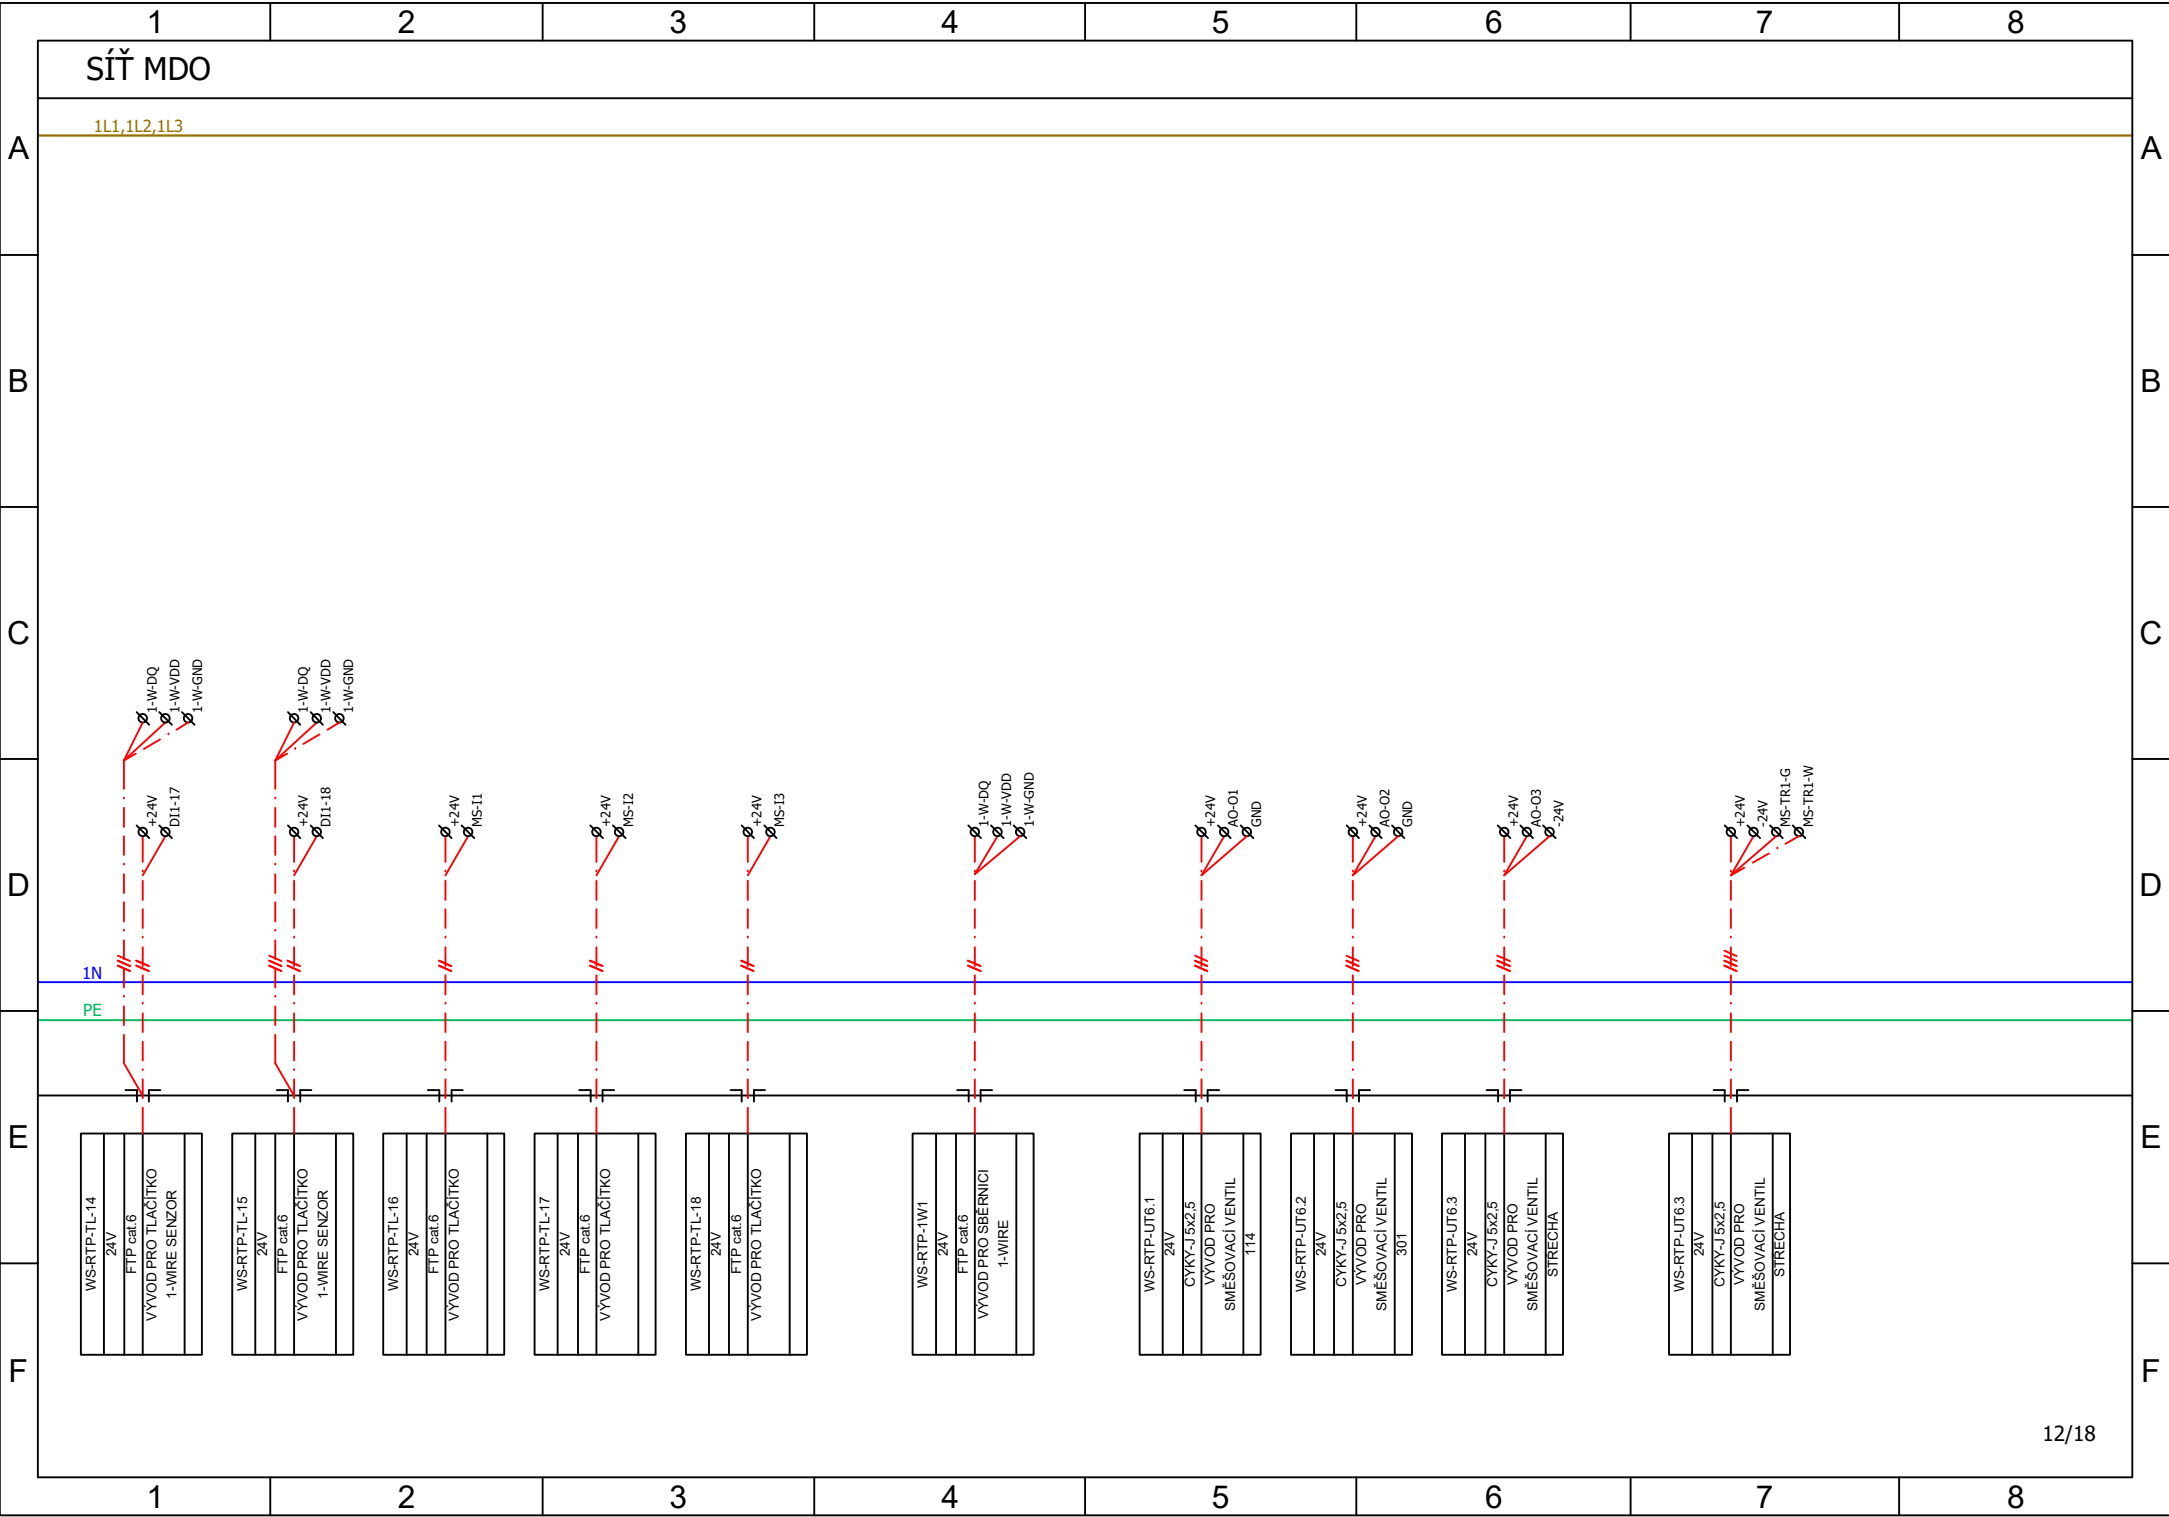 1 2 3 4 5 6 7 8
SÍŤ MDO
1L1,1L2,1L3
A A
B B
C C
1-W-DQ
1-W-VDD
1-W-GND
1-W-DQ
1-W-VDD
1-W-GND
+24V
DI1-17
+24V
DI1-18
+24V
MS-I1
+24V
MS-I2
+24V
MS-I3
1-W-DQ
1-W-VDD
1-W-GND
+24V
AO-O1
GND
+24V
AO-O2
GND
+24V
AO-O3
-24V
+24V
-24V
MS-TR1-G
MS-TR1-W
D D
1N
PE
E E
WS-RTP-TL-14
24V
FTP cat.6
VÝVOD PRO TLAČÍTKO
1-WIRE SENZOR
WS-RTP-TL-15
24V
FTP cat.6
VÝVOD PRO TLAČÍTKO
1-WIRE SENZOR
WS-RTP-TL-16
24V
FTP cat.6
VÝVOD PRO TLAČÍTKO
WS-RTP-TL-17
24V
FTP cat.6
VÝVOD PRO TLAČÍTKO
WS-RTP-TL-18
24V
FTP cat.6
VÝVOD PRO TLAČÍTKO
WS-RTP-1W1
24V
FTP cat.6
VÝVOD PRO SBĚRNICI
1-WIRE
WS-RTP-UT6.1
24V
CYKY-J 5x2,5
VÝVOD PRO
SMĚŠOVACÍ VENTIL
114
WS-RTP-UT6.2
24V
CYKY-J 5x2,5
VÝVOD PRO
SMĚŠOVACÍ VENTIL
301
WS-RTP-UT6.3
24V
CYKY-J 5x2,5
VÝVOD PRO
SMĚŠOVACÍ VENTIL
STŘECHA
WS-RTP-UT6.3
24V
CYKY-J 5x2,5
VÝVOD PRO
SMĚŠOVACÍ VENTIL
STŘECHA
F F
12/18
1 2 3 4 5 6 7 8